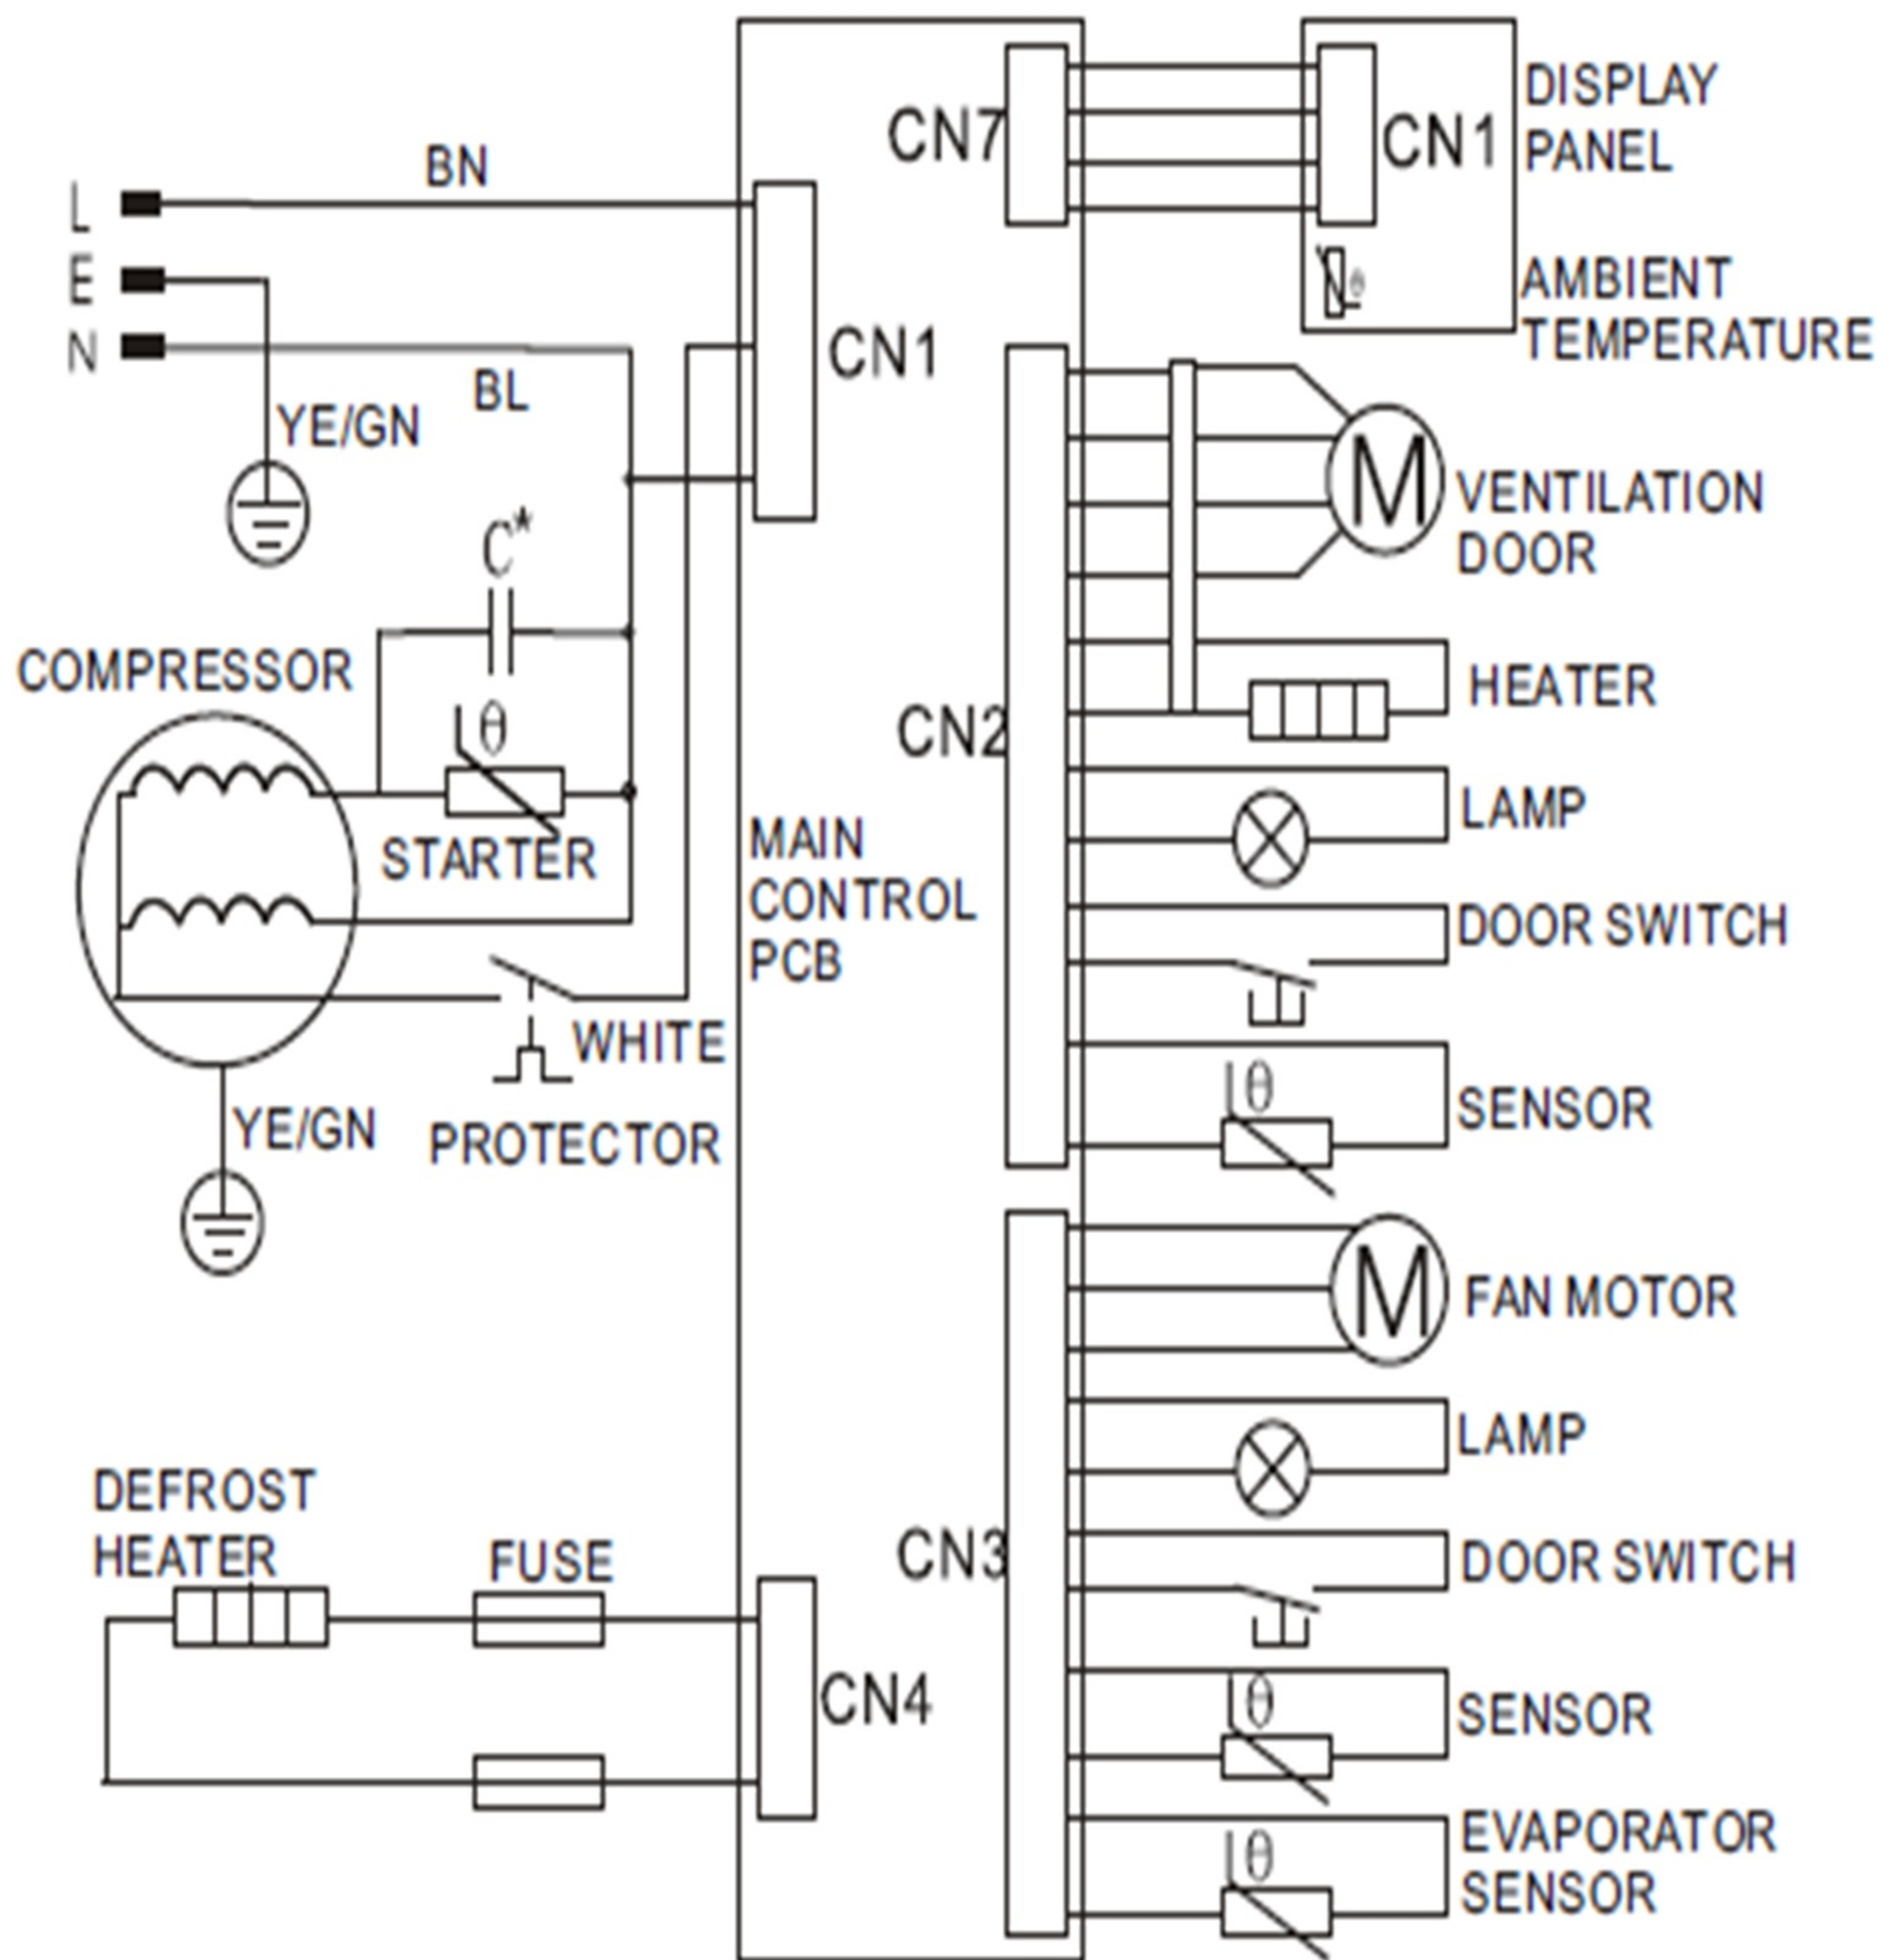 CN7
CN1
DISPLAY
PANEL
BN
L
E
N
CN1
AMBIENT
TEMPERATURE
θ
BL
YE/GN
M
VENTILATION
DOOR
C*
COMPRESSOR
HEATER
θ
CN2
LAMP
STARTER
MAIN
CONTROL
PCB
DOOR SWITCH
WHITE
θ
SENSOR
YE/GN
PROTECTOR
M
FAN MOTOR
LAMP
DEFROST
HEATER
FUSE
CN3
DOOR SWITCH
CN4
θ
SENSOR
θ
EVAPORATOR
SENSOR